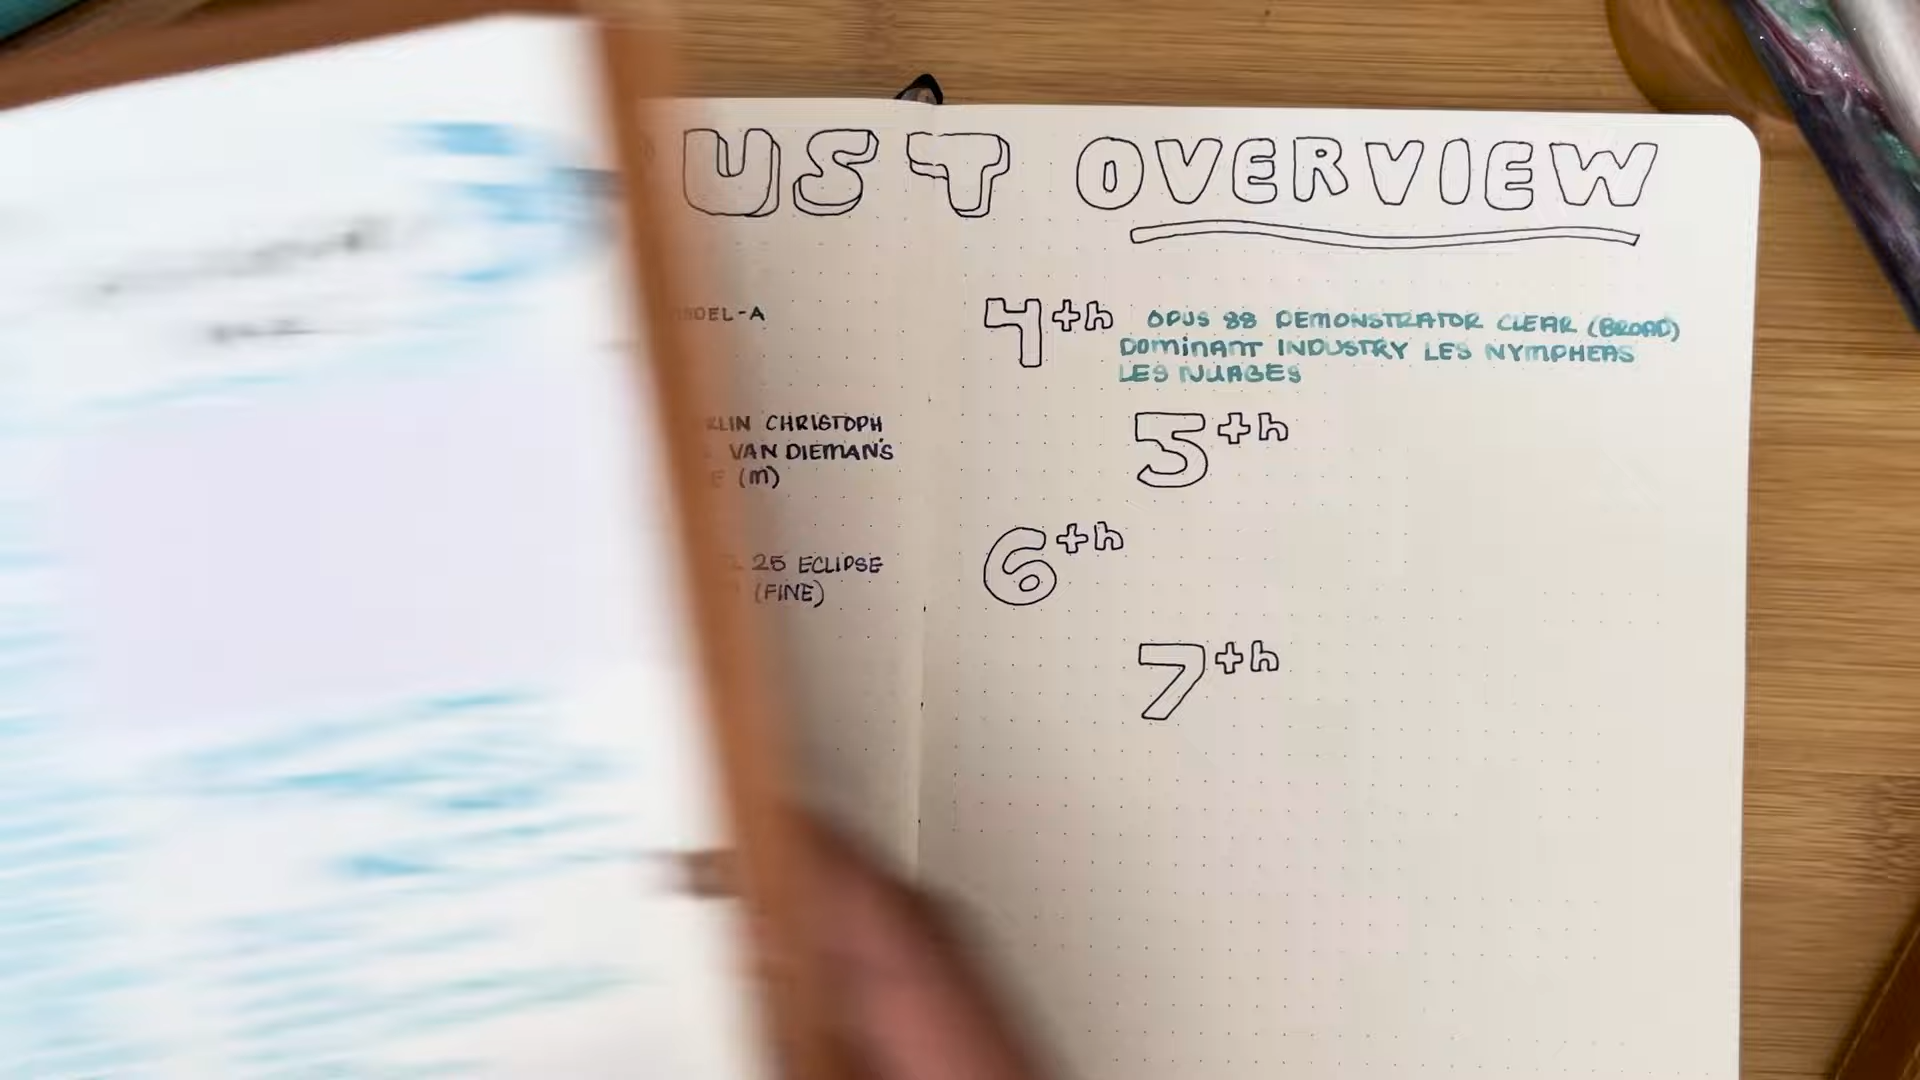 UST OVERVIEW
DEL-A
CHRISTOPH
VAN DIEMAN'S
(M)
25 ECLIPSE
(FINE)
4th OPUS 88 DEMONSTRATOR CLEAR (BROAD)
DOMINANT INDUSTRY LES NYMPHEAS
LES NUAGES
5th
6th
7th